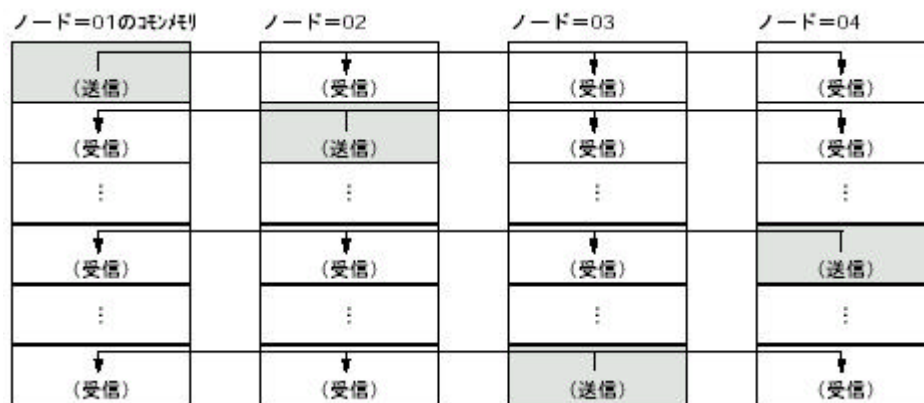 ノード=01のｺﾓﾝﾒﾓﾘ ノード=02 ノード=03 ノード=04
(送信) (受信) (受信) (受信)
(受信) (送信) (受信) (受信)
⋮ ⋮ ⋮ ⋮
(受信) (受信) (受信) (送信)
⋮ ⋮ ⋮ ⋮
(受信) (受信) (送信) (受信)